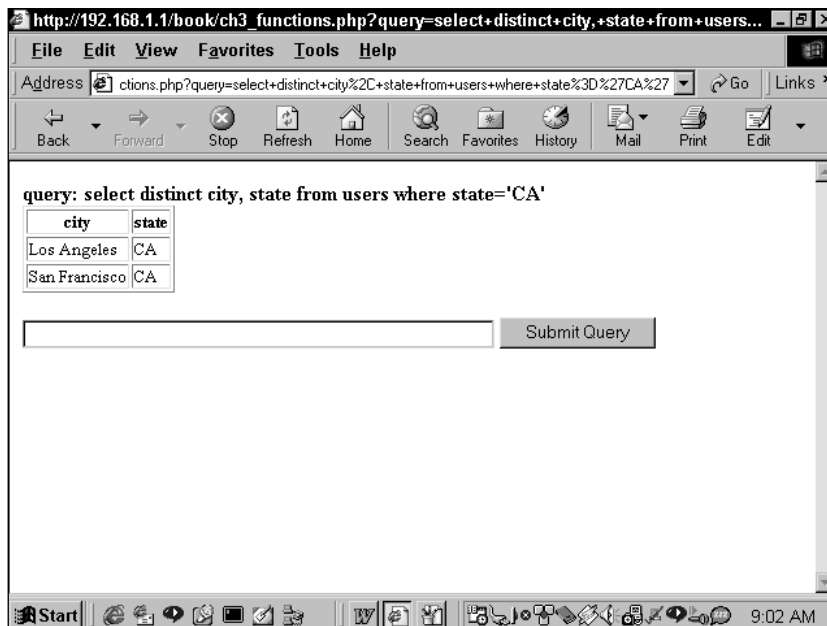 http://192.168.1.1/book/ch3_functions.php?query=select+distinct+city,+state+from+users...
File Edit View Favorites Tools Help
Address ctions.php?query=select+distinct+city%2C+state+from+users+where+state%3D%27CA%27 Go Links
Back Forward Stop Refresh Home Search Favorites History Mail Print Edit
query: select distinct city, state from users where state='CA'
city state
Los Angeles CA
San Francisco CA
Submit Query
Start 9:02 AM